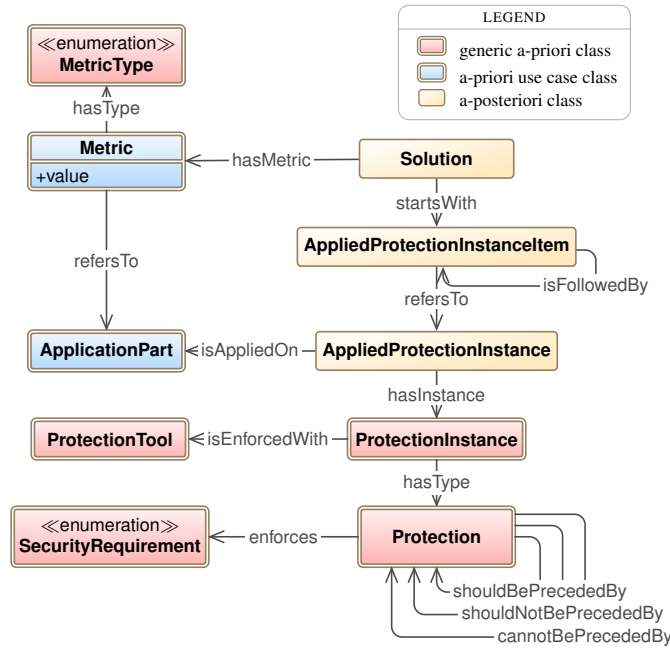 LEGEND
generic a-priori class
a-priori use case class
a-posteriori class
≪enumeration≫
MetricType
hasType
Metric
+value
hasMetric
Solution
startsWith
AppliedProtectionInstanceItem
isFollowedBy
refersTo
refersTo
ApplicationPart
isAppliedOn
AppliedProtectionInstance
hasInstance
ProtectionTool
isEnforcedWith
ProtectionInstance
hasType
≪enumeration≫
SecurityRequirement
enforces
Protection
shouldBePrecededBy
shouldNotBePrecededBy
cannotBePrecededBy